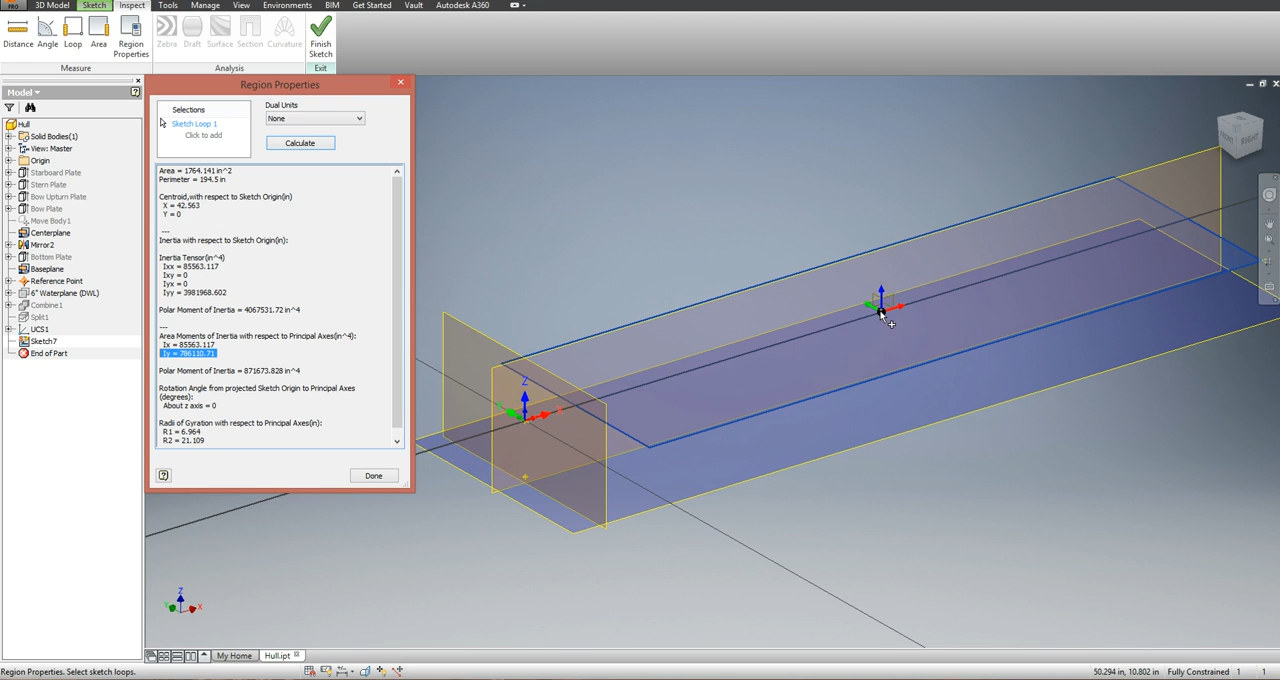 PRO
3D Model
Sketch
Inspect
Tools
Manage
View
Environments
BIM
Get Started
Vault
Autodesk A360
Distance
Angle
Loop
Area
Region
Properties
Zebra
Draft
Surface
Section
Curvature
Finish
Sketch
Measure
Analysis
Exit
Model
Hull
Solid Bodies(1)
View: Master
Origin
Starboard Plate
Stern Plate
Bow Upturn Plate
Bow Plate
Move Body1
Centerplane
Mirror2
Bottom Plate
Baseplane
Reference Point
6" Waterplane (DWL)
Combine1
Split1
UCS1
Sketch7
End of Part
Region Properties
Selections
Sketch Loop 1
Click to add
Dual Units
None
Calculate
Area = 1764.141 in^2
Perimeter = 194.5 in
Centroid,with respect to Sketch Origin(in)
X = 42.563
Y = 0
---
Inertia with respect to Sketch Origin(in):
Inertia Tensor(in^4)
Ixx = 85563.117
Ixy = 0
Iyx = 0
Iyy = 3981968.602
Polar Moment of Inertia = 4067531.72 in^4
---
Area Moments of Inertia with respect to Principal Axes(in^4):
Ix = 85563.117
Iy = 786110.71
Polar Moment of Inertia = 871673.828 in^4
Rotation Angle from projected Sketch Origin to Principal Axes
(degrees):
About z axis = 0
Radii of Gyration with respect to Principal Axes(in):
R1 = 6.964
R2 = 21.109
Done
Z
X
FRONT
RIGHT
Z
Y
X
My Home
Hull.ipt
Region Properties. Select sketch loops.
50.294 in, 10.802 in
Fully Constrained
1
1